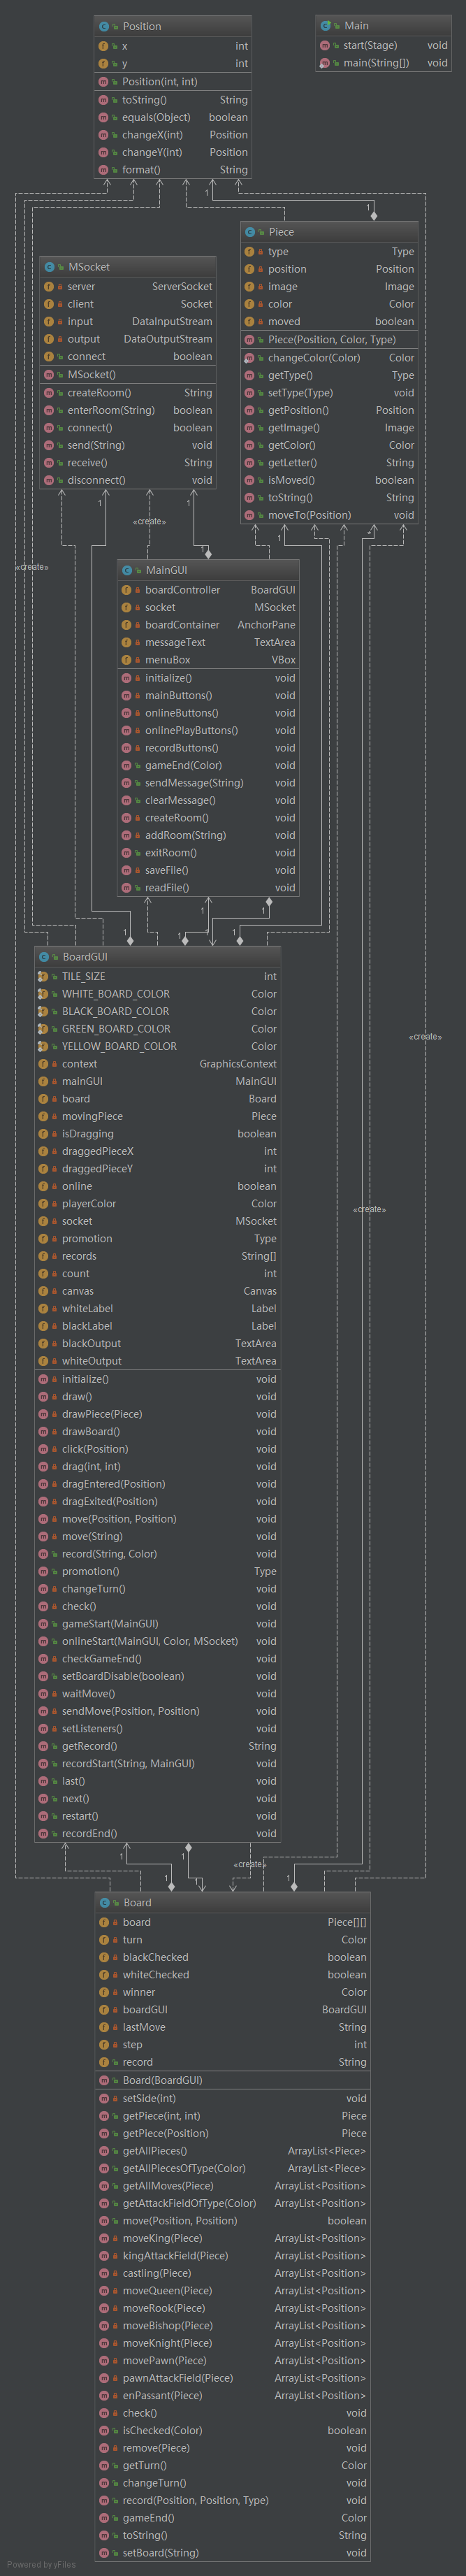 Position
x int
y int
Position(int, int)
toString() String
equals(Object) boolean
changeX(int) Position
changeY(int) Position
format() String
Main
start(Stage) void
main(String[]) void
1
1
Piece
type Type
position Position
image Image
color Color
moved boolean
Piece(Position, Color, Type)
changeColor(Color) Color
getType() Type
setType(Type) void
getPosition() Position
getImage() Image
getColor() Color
getLetter() String
isMoved() boolean
toString() String
moveTo(Position) void
MSocket
server ServerSocket
client Socket
input DataInputStream
output DataOutputStream
connect boolean
MSocket()
createRoom() String
enterRoom(String) boolean
connect() boolean
send(String) void
receive() String
disconnect() void
1
1
1
*
«create»
1
«create»
MainGUI
boardController BoardGUI
socket MSocket
boardContainer AnchorPane
messageText TextArea
menuBox VBox
initialize() void
mainButtons() void
onlineButtons() void
onlinePlayButtons() void
recordButtons() void
gameEnd(Color) void
sendMessage(String) void
clearMessage() void
createRoom() void
addRoom(String) void
exitRoom() void
saveFile() void
readFile() void
1
1
1
1
1
1
BoardGUI
TILE_SIZE int
WHITE_BOARD_COLOR Color
BLACK_BOARD_COLOR Color
GREEN_BOARD_COLOR Color
YELLOW_BOARD_COLOR Color
context GraphicsContext
mainGUI MainGUI
board Board
movingPiece Piece
isDragging boolean
draggedPieceX int
draggedPieceY int
online boolean
playerColor Color
socket MSocket
promotion Type
records String[]
count int
canvas Canvas
whiteLabel Label
blackLabel Label
blackOutput TextArea
whiteOutput TextArea
initialize() void
draw() void
drawPiece(Piece) void
drawBoard() void
click(Position) void
drag(int, int) void
dragEntered(Position) void
dragExited(Position) void
move(Position, Position) void
move(String) void
record(String, Color) void
promotion() Type
changeTurn() void
check() void
gameStart(MainGUI) void
onlineStart(MainGUI, Color, MSocket) void
checkGameEnd() void
setBoardDisable(boolean) void
waitMove() void
sendMove(Position, Position) void
setListeners() void
getRecord() String
recordStart(String, MainGUI) void
last() void
next() void
restart() void
recordEnd() void
«create»
«create»
1
1
«create»
1
1
1
Board
board Piece[][]
turn Color
blackChecked boolean
whiteChecked boolean
winner Color
boardGUI BoardGUI
lastMove String
step int
record String
Board(BoardGUI)
setSide(int) void
getPiece(int, int) Piece
getPiece(Position) Piece
getAllPieces() ArrayList<Piece>
getAllPiecesOfType(Color) ArrayList<Piece>
getAllMoves(Piece) ArrayList<Position>
getAttackFieldOfType(Color) ArrayList<Position>
move(Position, Position) boolean
moveKing(Piece) ArrayList<Position>
kingAttackField(Piece) ArrayList<Position>
castling(Piece) ArrayList<Position>
moveQueen(Piece) ArrayList<Position>
moveRook(Piece) ArrayList<Position>
moveBishop(Piece) ArrayList<Position>
moveKnight(Piece) ArrayList<Position>
movePawn(Piece) ArrayList<Position>
pawnAttackField(Piece) ArrayList<Position>
enPassant(Piece) ArrayList<Position>
check() void
isChecked(Color) boolean
remove(Piece) void
getTurn() Color
changeTurn() void
record(Position, Position, Type) void
gameEnd() Color
toString() String
setBoard(String) void
Powered by yFiles